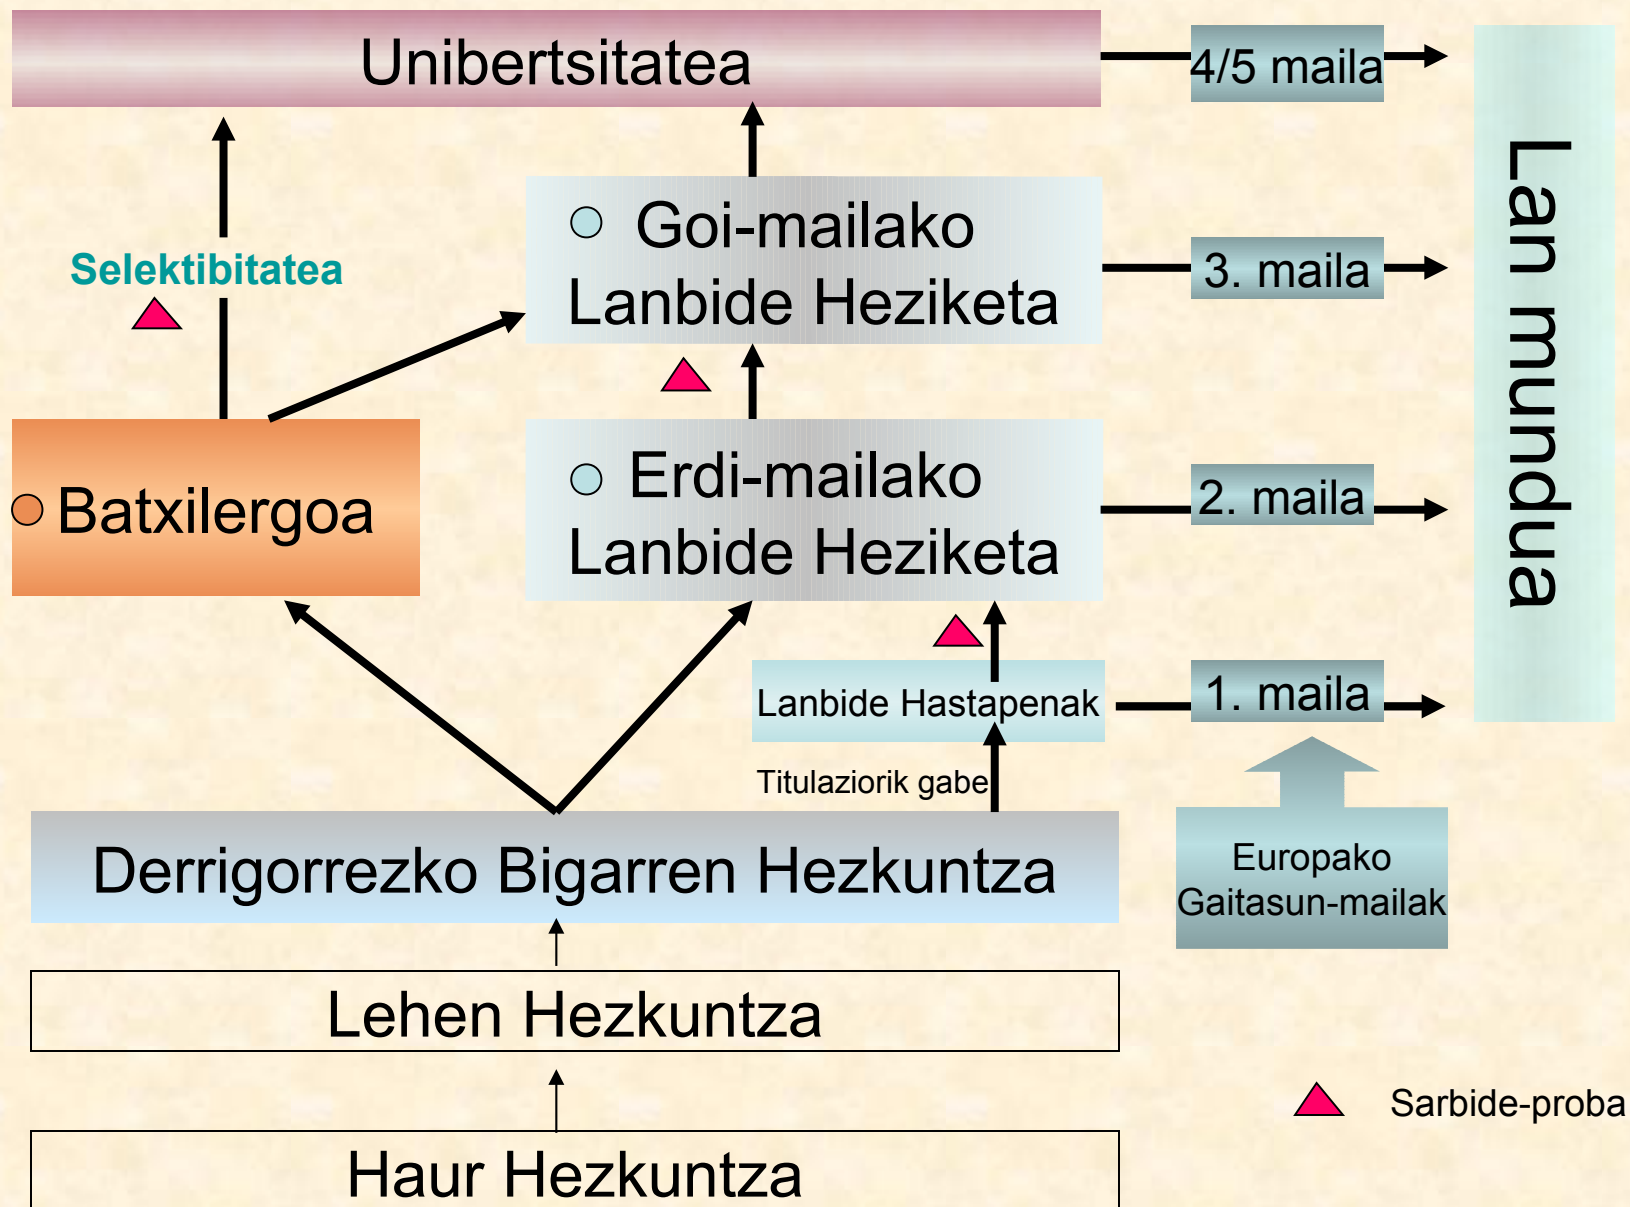 Unibertsitatea
4/5 maila
Lan mundua
Goi-mailako
Lanbide Heziketa
3. maila
Selektibitatea
Batxilergoa
Erdi-mailako
Lanbide Heziketa
2. maila
Lanbide Hastapenak
1. maila
Titulaziorik gabe
Derrigorrezko Bigarren Hezkuntza
Europako
Gaitasun-mailak
Lehen Hezkuntza
Sarbide-proba
Haur Hezkuntza